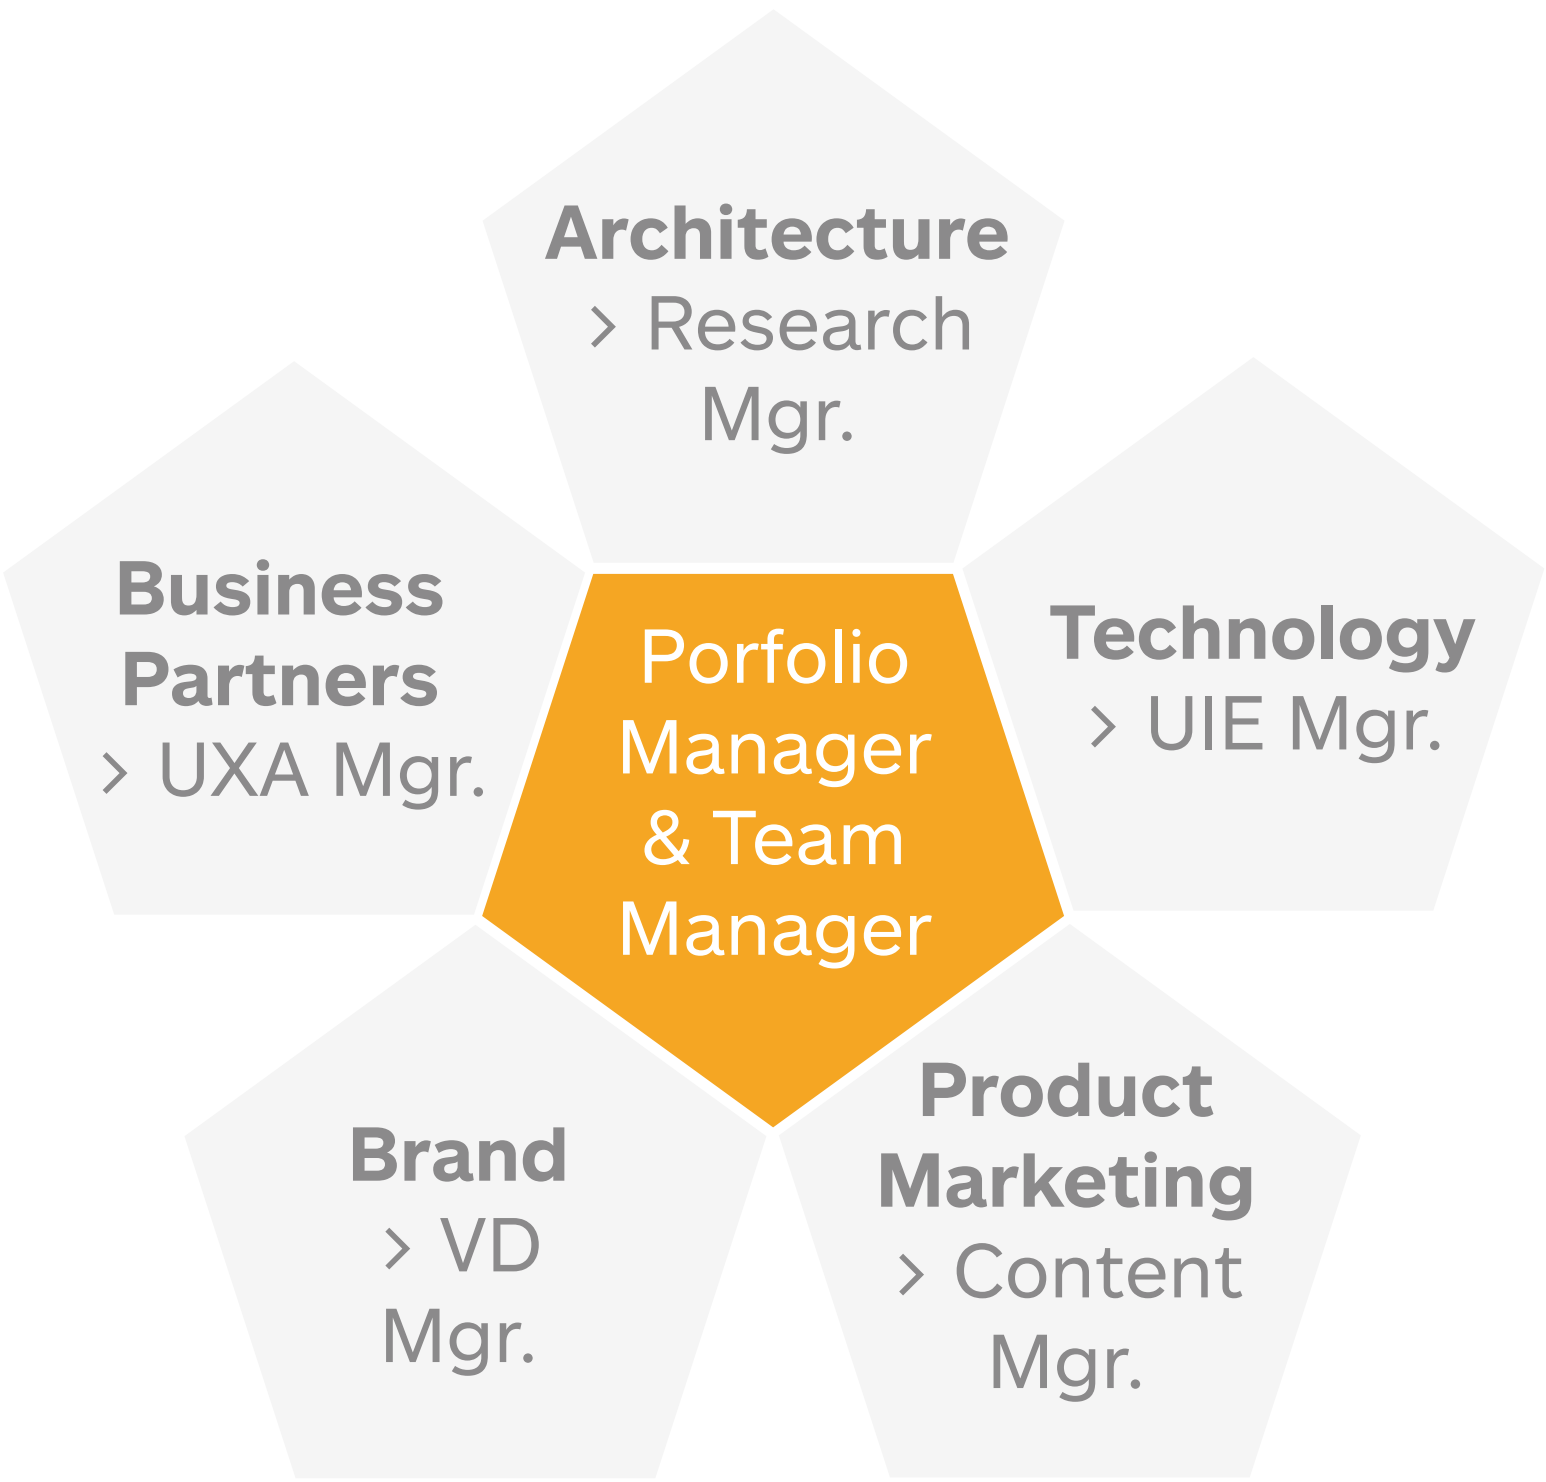 Architecture
> Research
Mgr.
Business
Partners
> UXA Mgr.
Porfolio
Manager
& Team
Manager
Technology
> UIE Mgr.
Brand
> VD
Mgr.
Product
Marketing
> Content
Mgr.